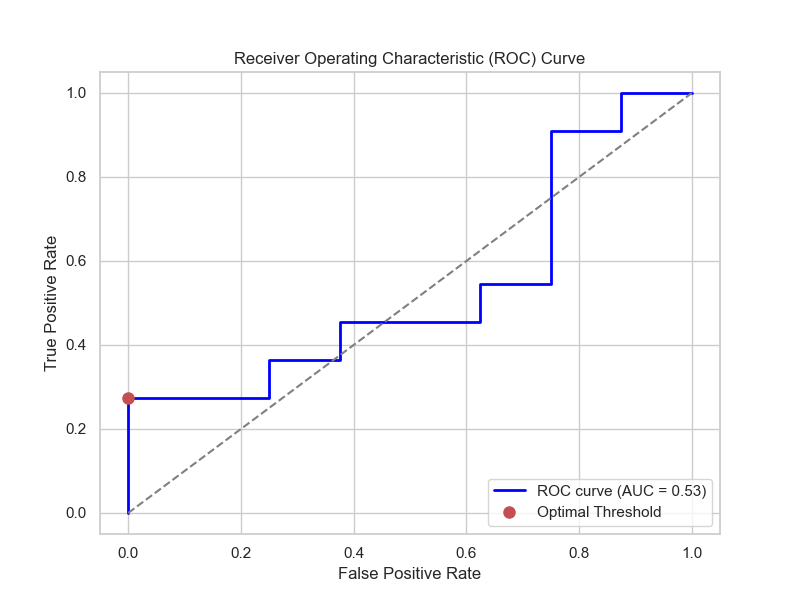 Receiver Operating Characteristic (ROC) Curve
True Positive Rate
1.0
0.8
0.6
0.4
0.2
0.0
ROC curve (AUC = 0.53)
Optimal Threshold
0.0 0.2 0.4 0.6 0.8 1.0
False Positive Rate